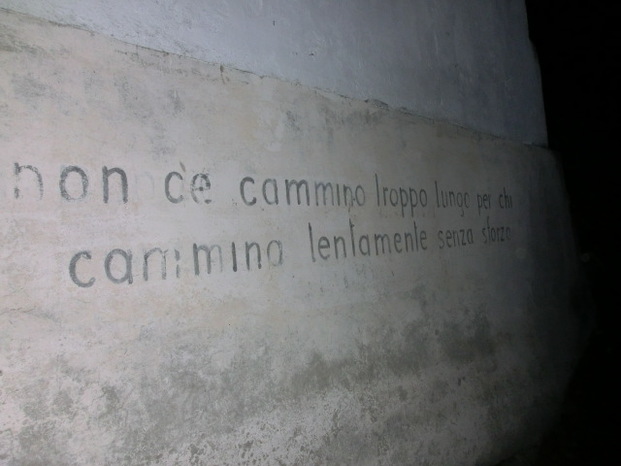 non c'è cammino troppo lungo per chi
cammina lentamente senza sforzo